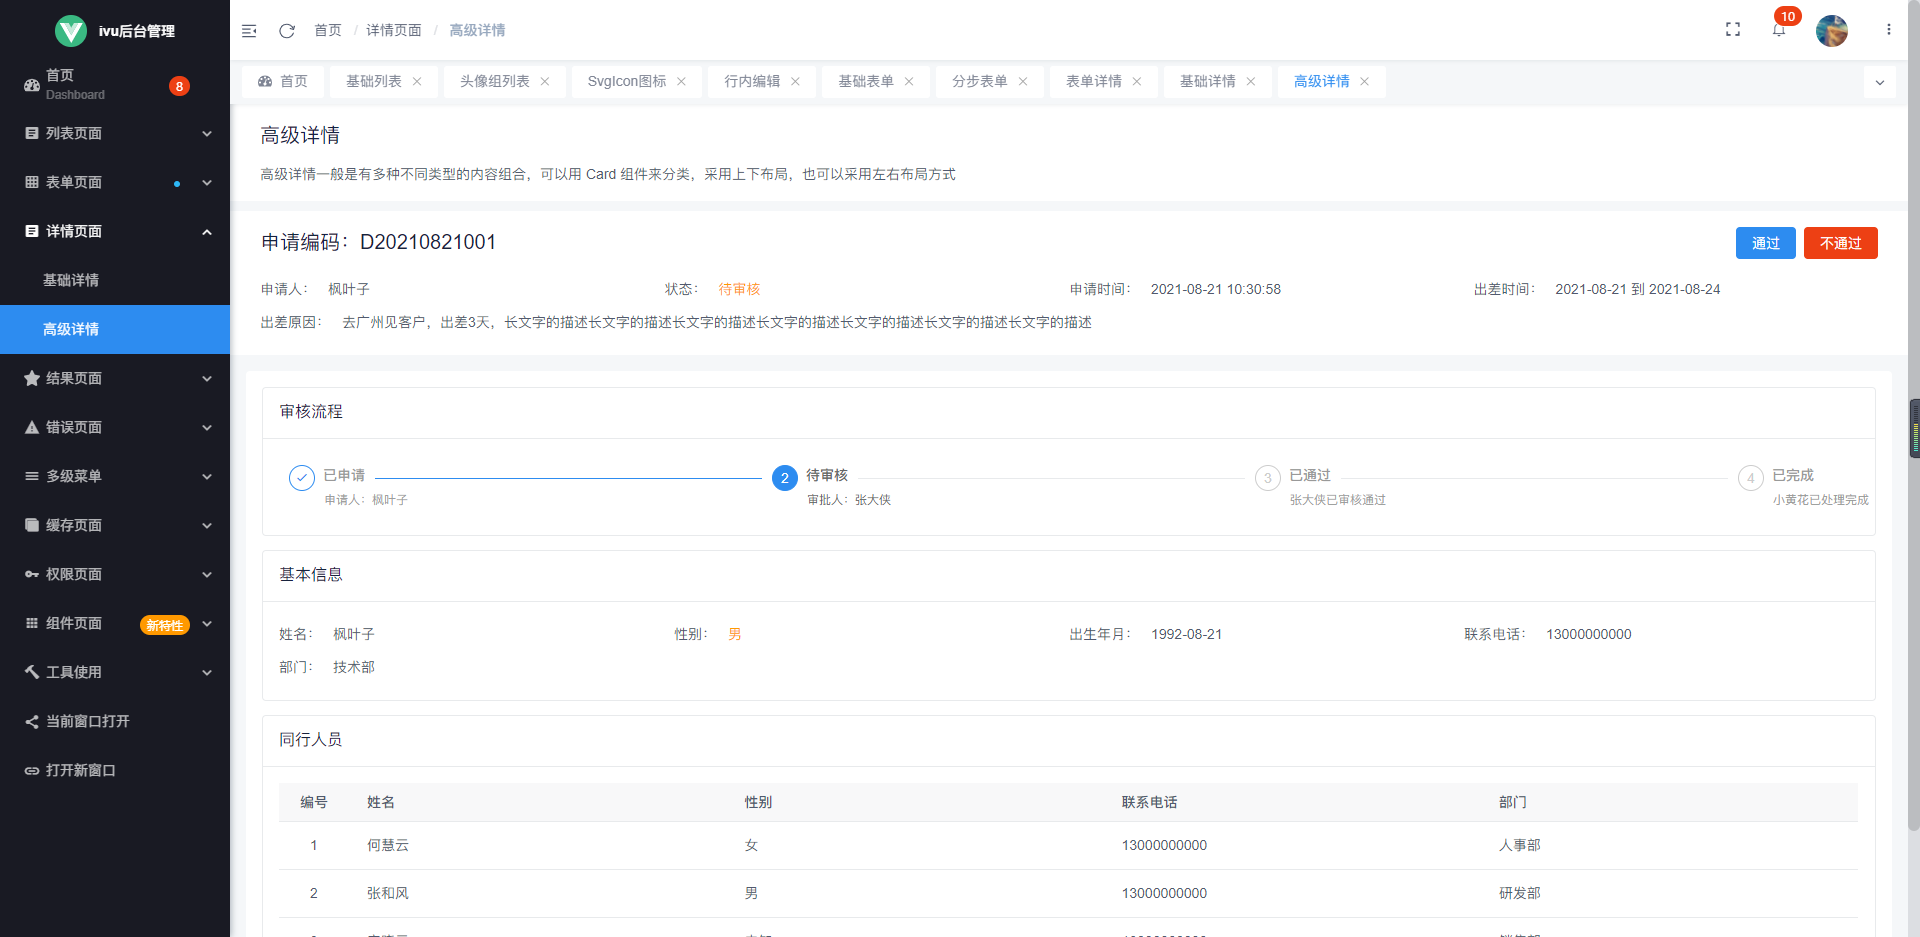 ivu后台管理
首页
Dashboard
8
列表页面
表单页面
详情页面
基础详情
高级详情
结果页面
错误页面
多级菜单
缓存页面
权限页面
组件页面 新特性
工具使用
当前窗口打开
打开新窗口
首页 / 详情页面 / 高级详情
10
首页 基础列表 头像组列表 SvgIcon图标 行内编辑 基础表单 分步表单 表单详情 基础详情 高级详情
高级详情
高级详情一般是有多种不同类型的内容组合，可以用 Card 组件来分类，采用上下布局，也可以采用左右布局方式
申请编码：D20210821001
通过 不通过
申请人： 枫叶子 状态： 待审核 申请时间： 2021-08-21 10:30:58 出差时间： 2021-08-21 到 2021-08-24
出差原因： 去广州见客户，出差3天，长文字的描述长文字的描述长文字的描述长文字的描述长文字的描述长文字的描述长文字的描述
审核流程
已申请 2 待审核 3 已通过 4 已完成
申请人：枫叶子 审批人：张大侠 张大侠已审核通过 小黄花已处理完成
基本信息
姓名： 枫叶子 性别： 男 出生年月： 1992-08-21 联系电话： 13000000000
部门： 技术部
同行人员
编号 姓名 性别 联系电话 部门
1 何慧云 女 13000000000 人事部
2 张和风 男 13000000000 研发部